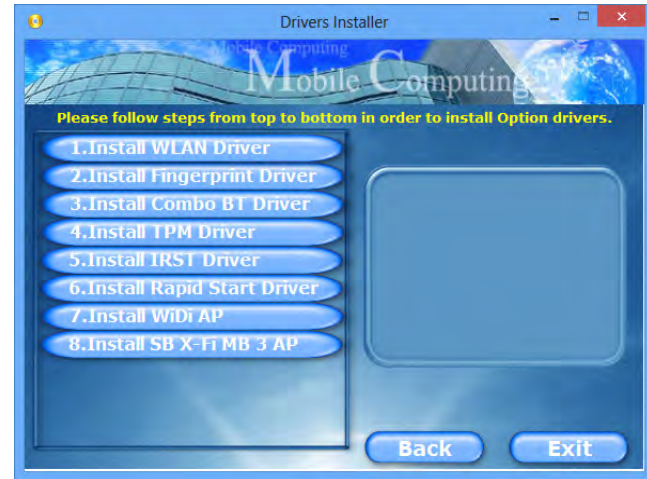 Drivers Installer
Mobile Computing
Mobile Computing
Please follow steps from top to bottom in order to install Option drivers.
1.Install WLAN Driver
2.Install Fingerprint Driver
3.Install Combo BT Driver
4.Install TPM Driver
5.Install IRST Driver
6.Install Rapid Start Driver
7.Install WiDi AP
8.Install SB X-Fi MB 3 AP
Back
Exit